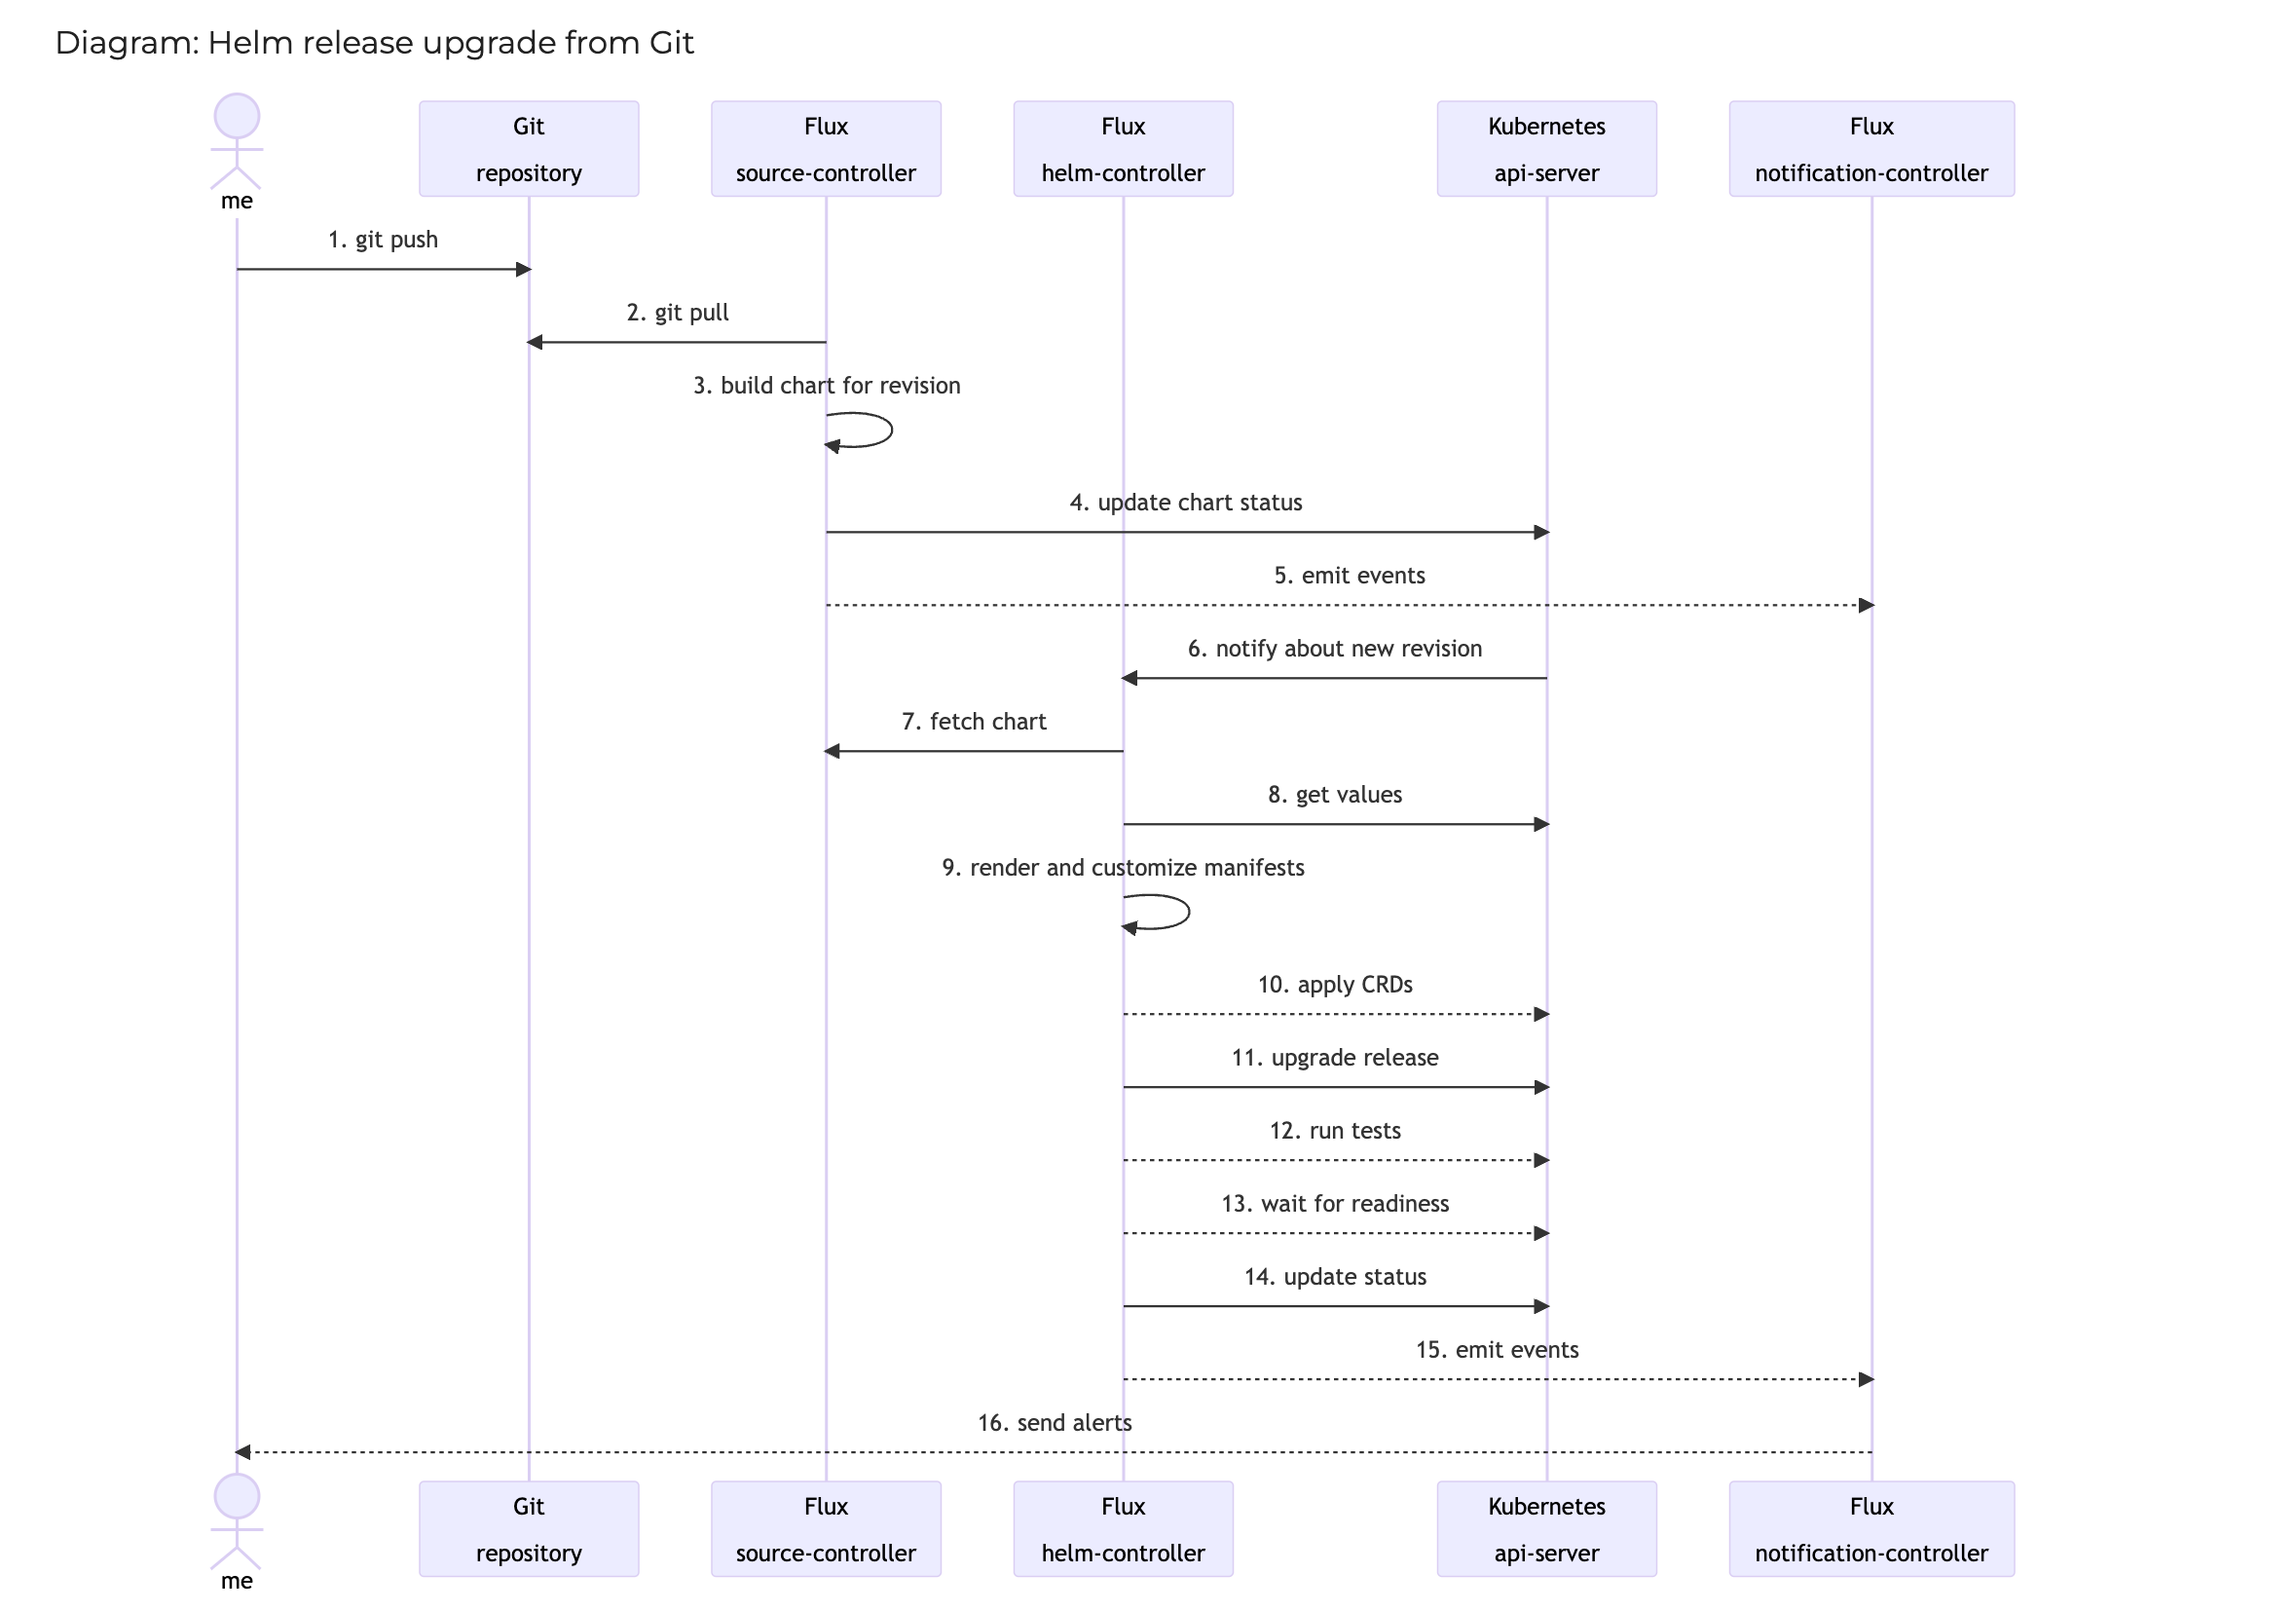 Diagram: Helm release upgrade from Git
me
Git
repository
Flux
source-controller
Flux
helm-controller
Kubernetes
api-server
Flux
notification-controller
1. git push
2. git pull
3. build chart for revision
4. update chart status
5. emit events
6. notify about new revision
7. fetch chart
8. get values
9. render and customize manifests
10. apply CRDs
11. upgrade release
12. run tests
13. wait for readiness
14. update status
15. emit events
16. send alerts
me
Git
repository
Flux
source-controller
Flux
helm-controller
Kubernetes
api-server
Flux
notification-controller